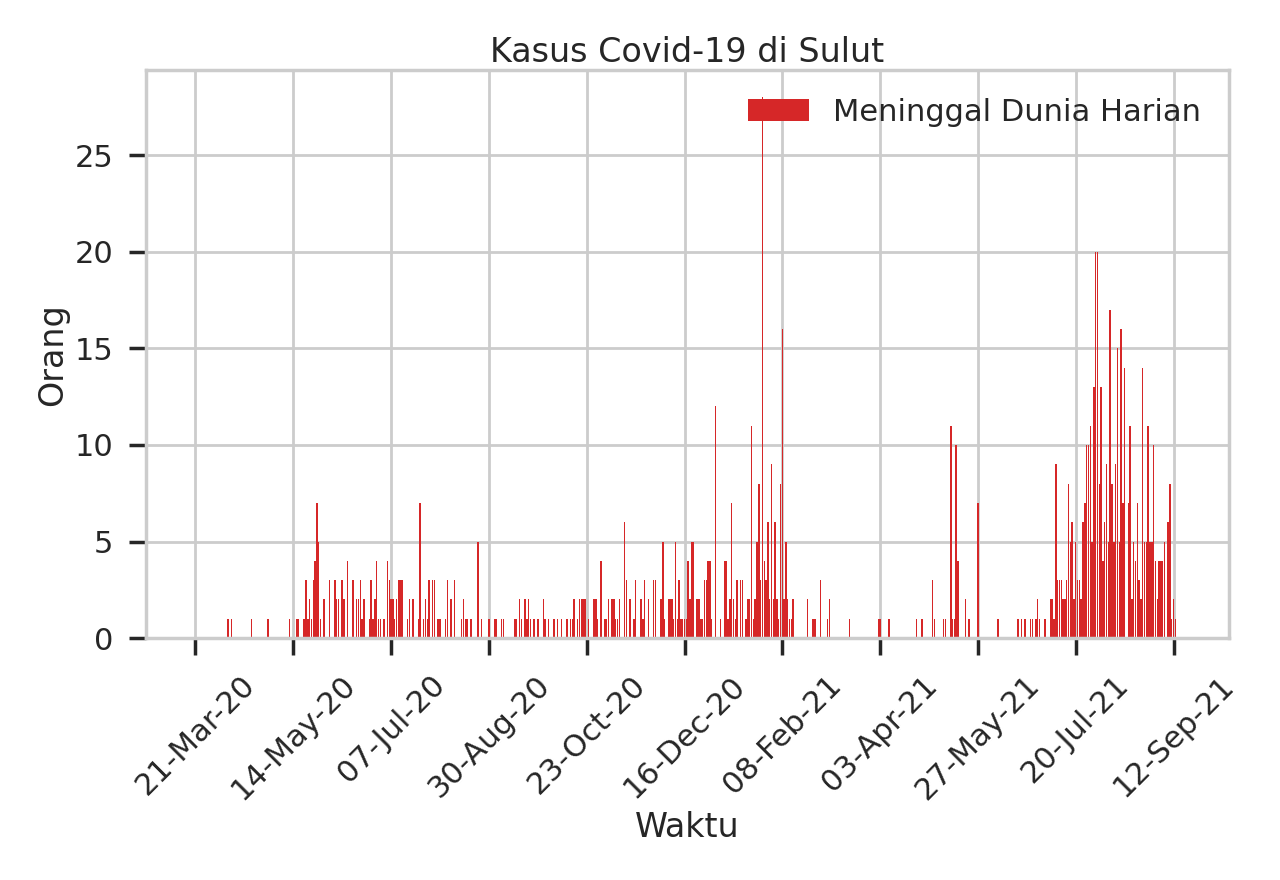 Kasus Covid-19 di Sulut
Meninggal Dunia Harian
25
20
15
10
5
0
Orang
21-Mar-20
14-May-20
07-Jul-20
30-Aug-20
23-Oct-20
16-Dec-20
08-Feb-21
03-Apr-21
27-May-21
20-Jul-21
12-Sep-21
Waktu